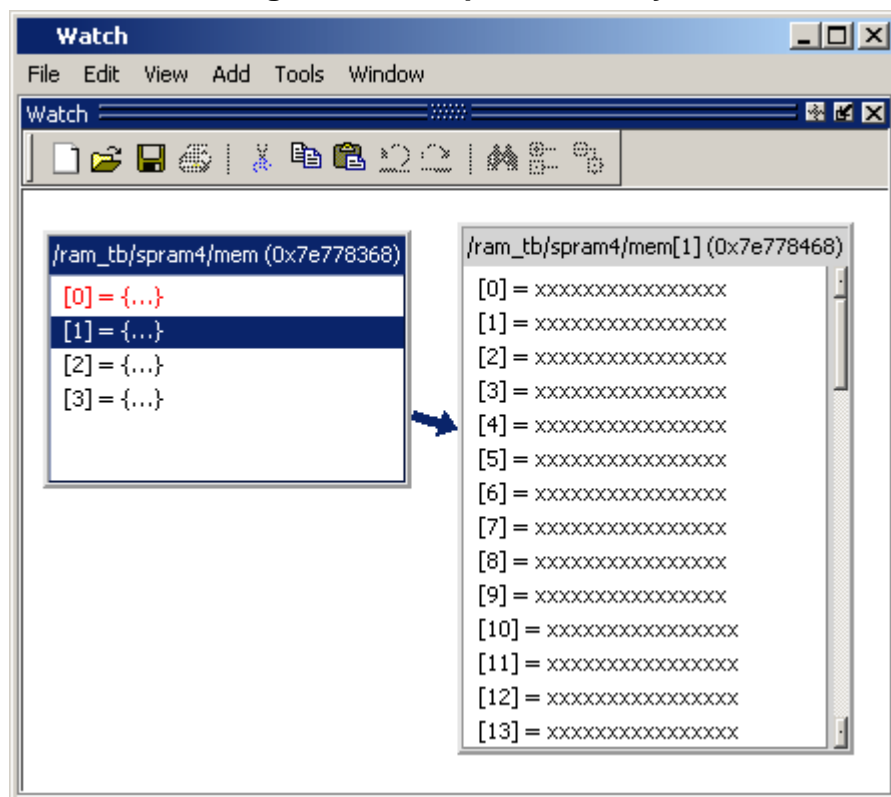 Watch
File Edit View Add Tools Window
Watch
/ram_tb/spram4/mem (0x7e778368)
[0] = {...}
[1] = {...}
[2] = {...}
[3] = {...}
/ram_tb/spram4/mem[1] (0x7e778468)
[0] = xxxxxxxxxxxxxxxx
[1] = xxxxxxxxxxxxxxxx
[2] = xxxxxxxxxxxxxxxx
[3] = xxxxxxxxxxxxxxxx
[4] = xxxxxxxxxxxxxxxx
[5] = xxxxxxxxxxxxxxxx
[6] = xxxxxxxxxxxxxxxx
[7] = xxxxxxxxxxxxxxxx
[8] = xxxxxxxxxxxxxxxx
[9] = xxxxxxxxxxxxxxxx
[10] = xxxxxxxxxxxxxxxx
[11] = xxxxxxxxxxxxxxxx
[12] = xxxxxxxxxxxxxxxx
[13] = xxxxxxxxxxxxxxxx